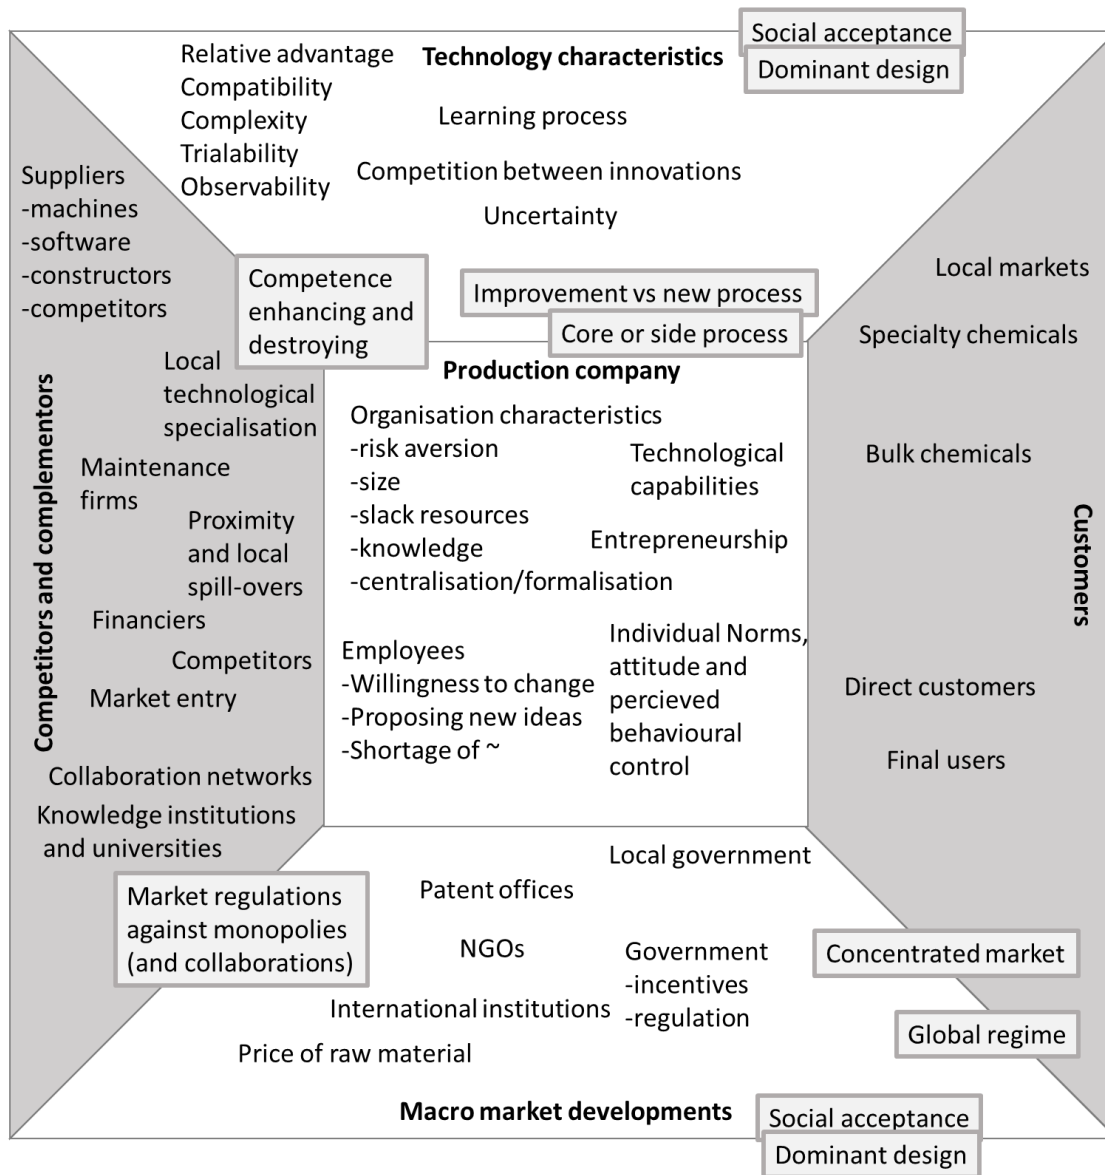 Social acceptance
Dominant design
Technology characteristics
Relative advantage
Compatibility
Complexity
Trialability
Observability
Learning process
Competition between innovations
Uncertainty
Suppliers
-machines
-software
-constructors
-competitors
Competence
enhancing and
destroying
Improvement vs new process
Core or side process
Local
technological
specialisation
Maintenance
firms
Proximity
and local
spill-overs
Financiers
Competitors
Market entry
Collaboration networks
Knowledge institutions
and universities
Competitors and complementors
Production company
Organisation characteristics
-risk aversion
-size
-slack resources
-knowledge
-centralisation/formalisation
Technological
capabilities
Entrepreneurship
Employees
-Willingness to change
-Proposing new ideas
-Shortage of ~
Individual Norms,
attitude and
percieved
behavioural
control
Local markets
Specialty chemicals
Bulk chemicals
Customers
Direct customers
Final users
Market regulations
against monopolies
(and collaborations)
Local government
Patent offices
NGOs
Government
-incentives
-regulation
International institutions
Price of raw material
Concentrated market
Global regime
Macro market developments
Social acceptance
Dominant design